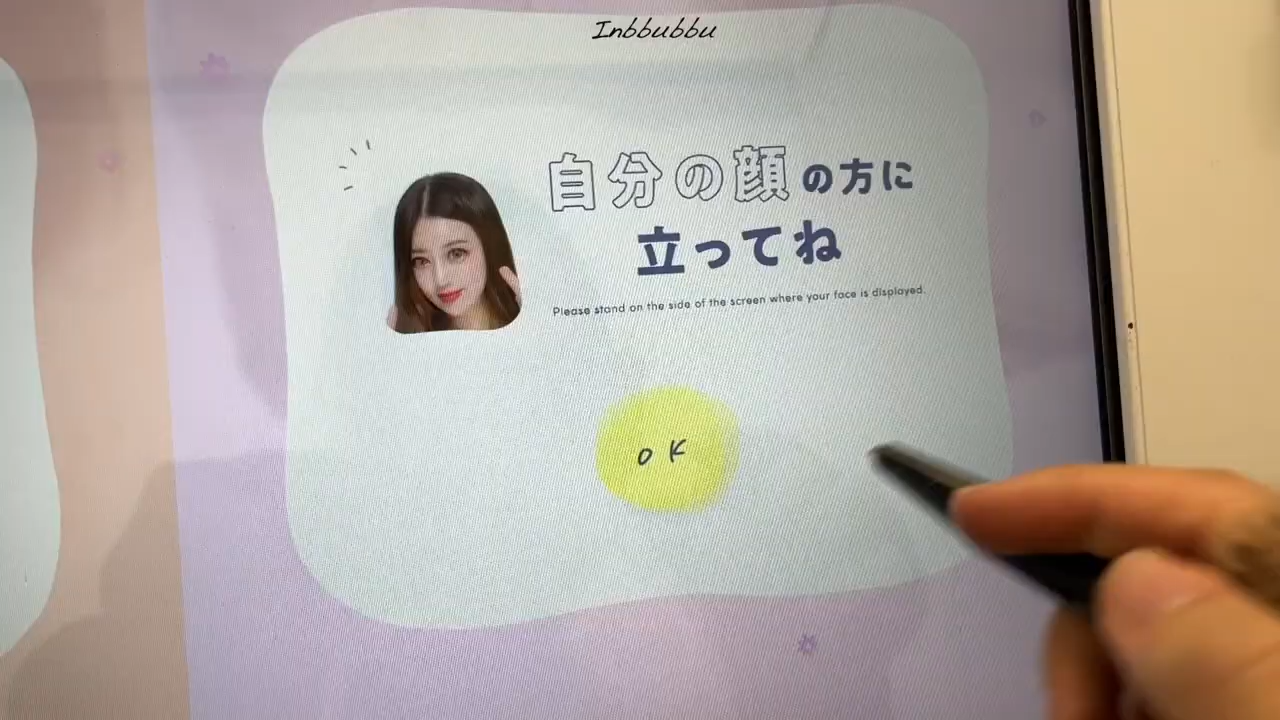 Inbbubbu
自分の顔の方に
立ってね
Please stand on the side of the screen where your face is displayed.
OK